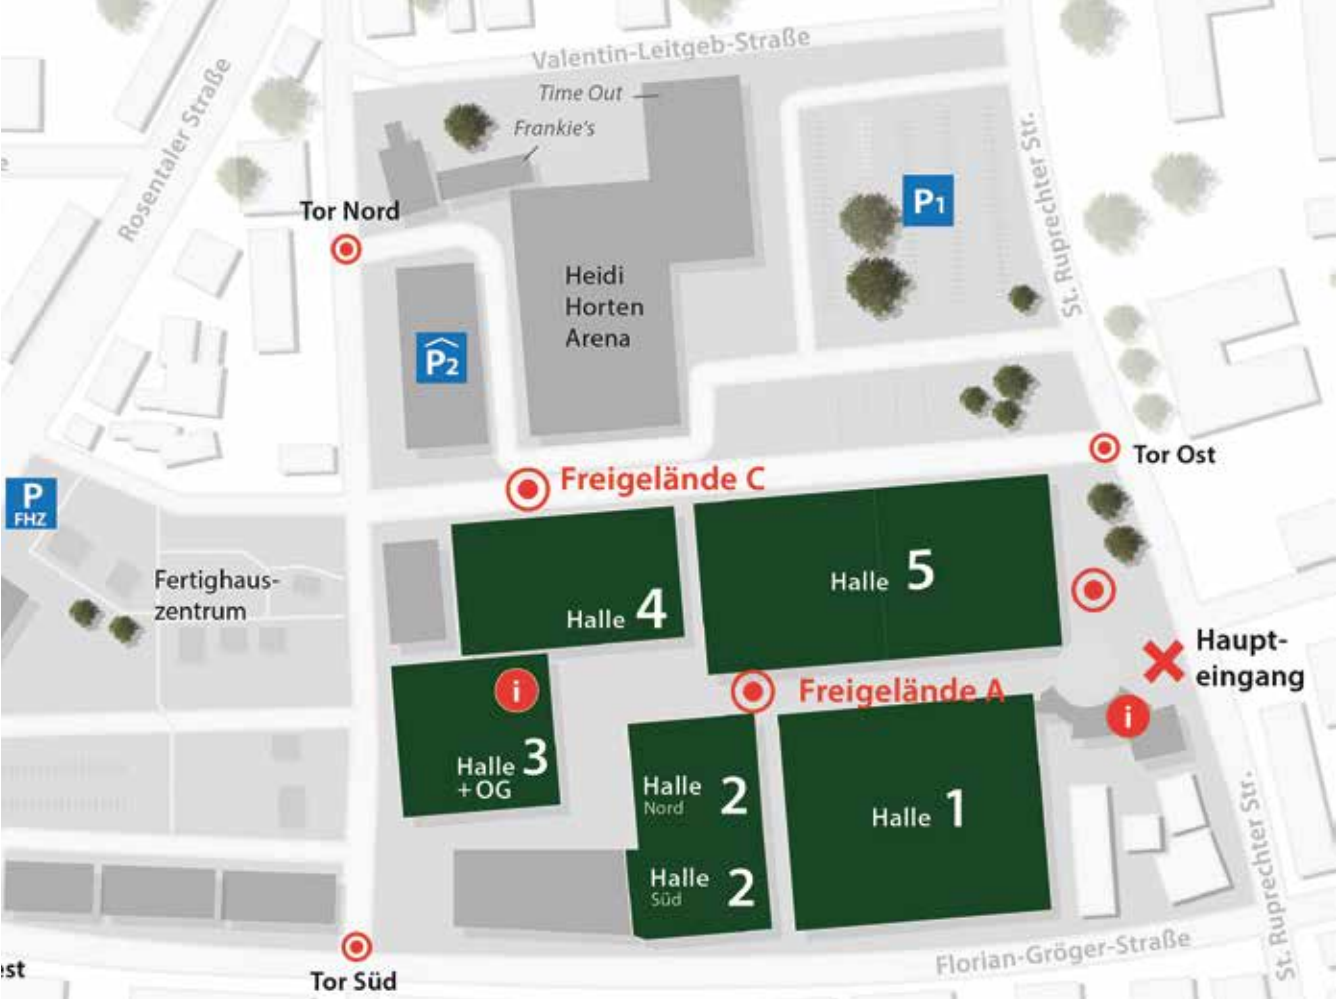 Valentin-Leitgeb-Straße
Time Out
Frankie's
Rosentaler Straße
St. Ruprechter Str.
P1
Tor Nord
Heidi
Horten
Arena
P2
Tor Ost
Freigelände C
P
FHZ
Fertighaus-
zentrum
Halle 4
Halle 5
Haupt-
eingang
i
Freigelände A
i
Halle 3
+ OG
Halle 2
Nord
Halle 1
Halle 2
Süd
St. Ruprechter Str.
Florian-Gröger-Straße
Tor Süd